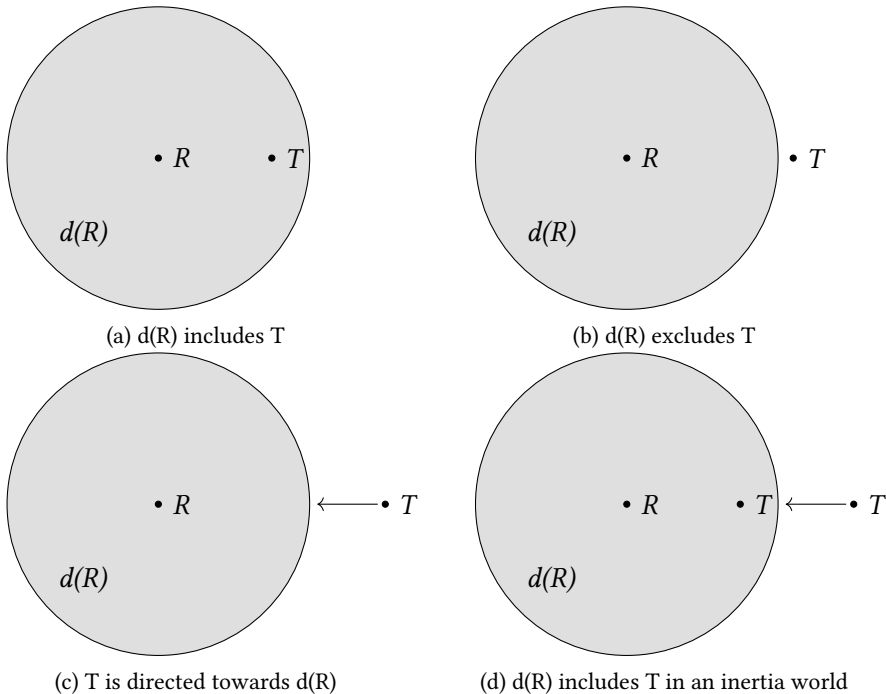 R T
d(R)
(a) d(R) includes T
R T
d(R)
(b) d(R) excludes T
R T
d(R)
(c) T is directed towards d(R)
R T T
d(R)
(d) d(R) includes T in an inertia world